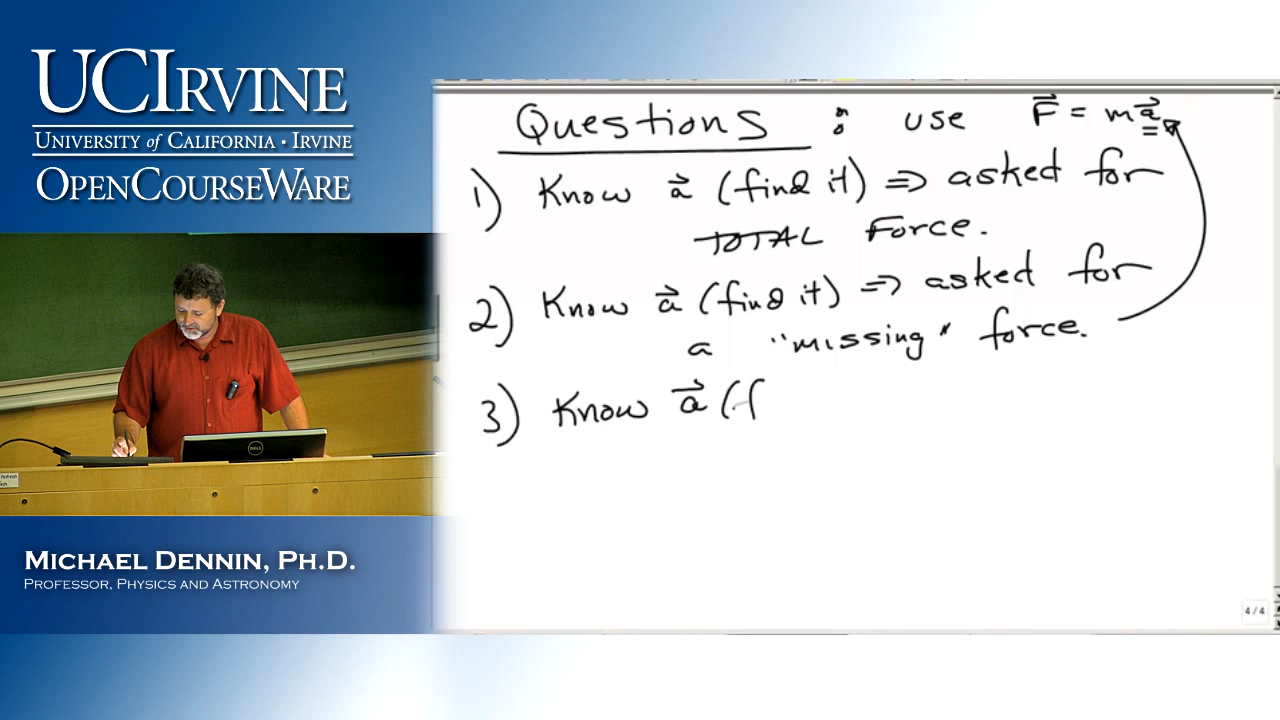 UCIRVINE
UNIVERSITY of CALIFORNIA · IRVINE
OPENCOURSEWARE
Questions : use F⃗ = ma⃗
1) Know a⃗ (find it) ⇒ asked for
TOTAL Force.
2) Know a⃗ (find it) ⇒ asked for
a "missing" force.
3) Know a⃗ (f
DELL
MICHAEL DENNIN, PH.D.
PROFESSOR, PHYSICS AND ASTRONOMY
4/4